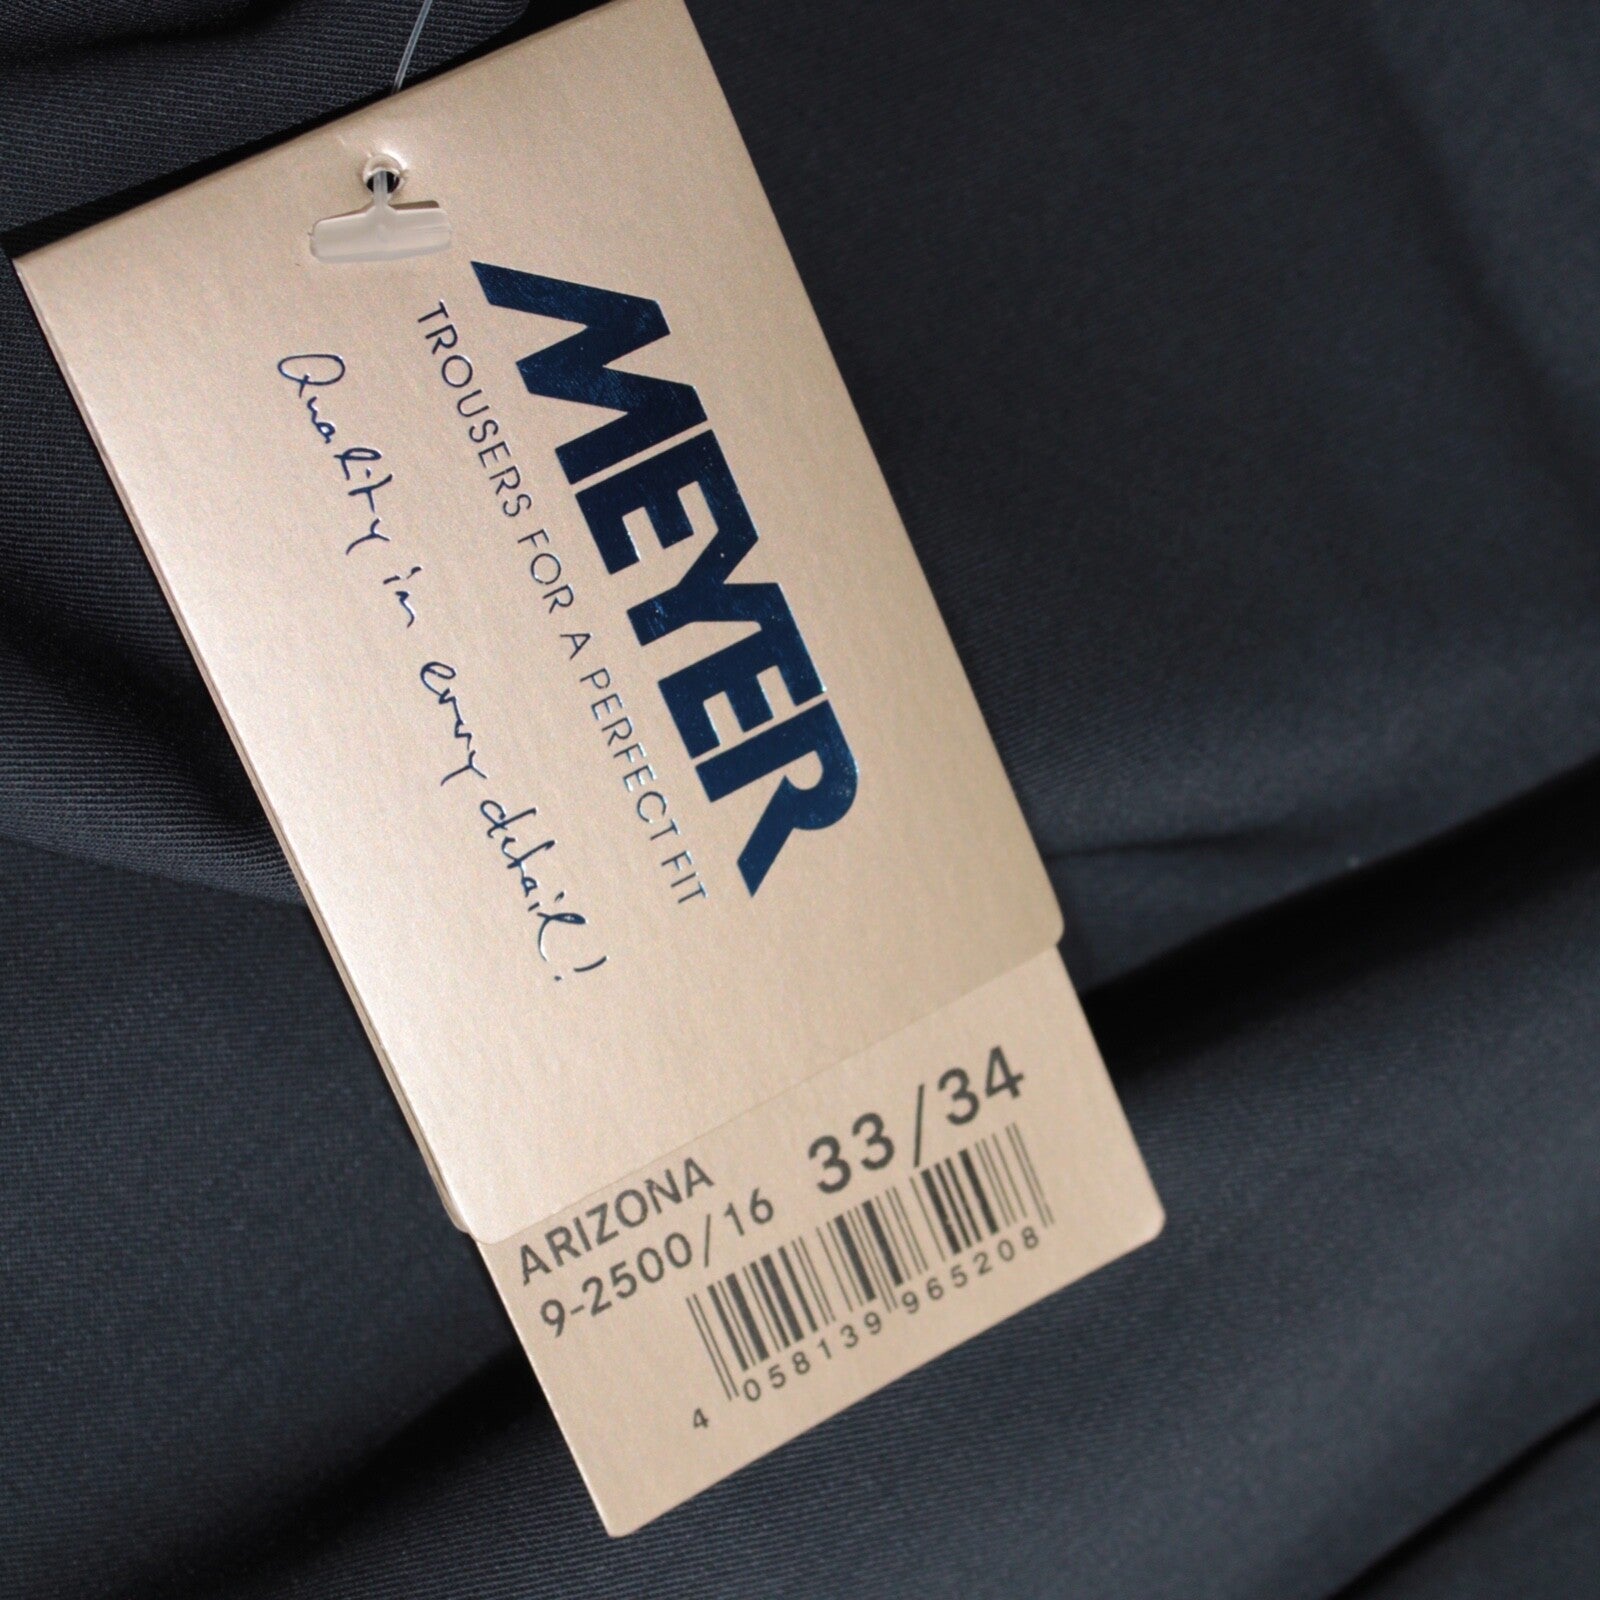 MEYER
TROUSERS FOR A PERFECT FIT
Quality in every detail!
ARIZONA
9-2500/16
33/34
4 058139 965208